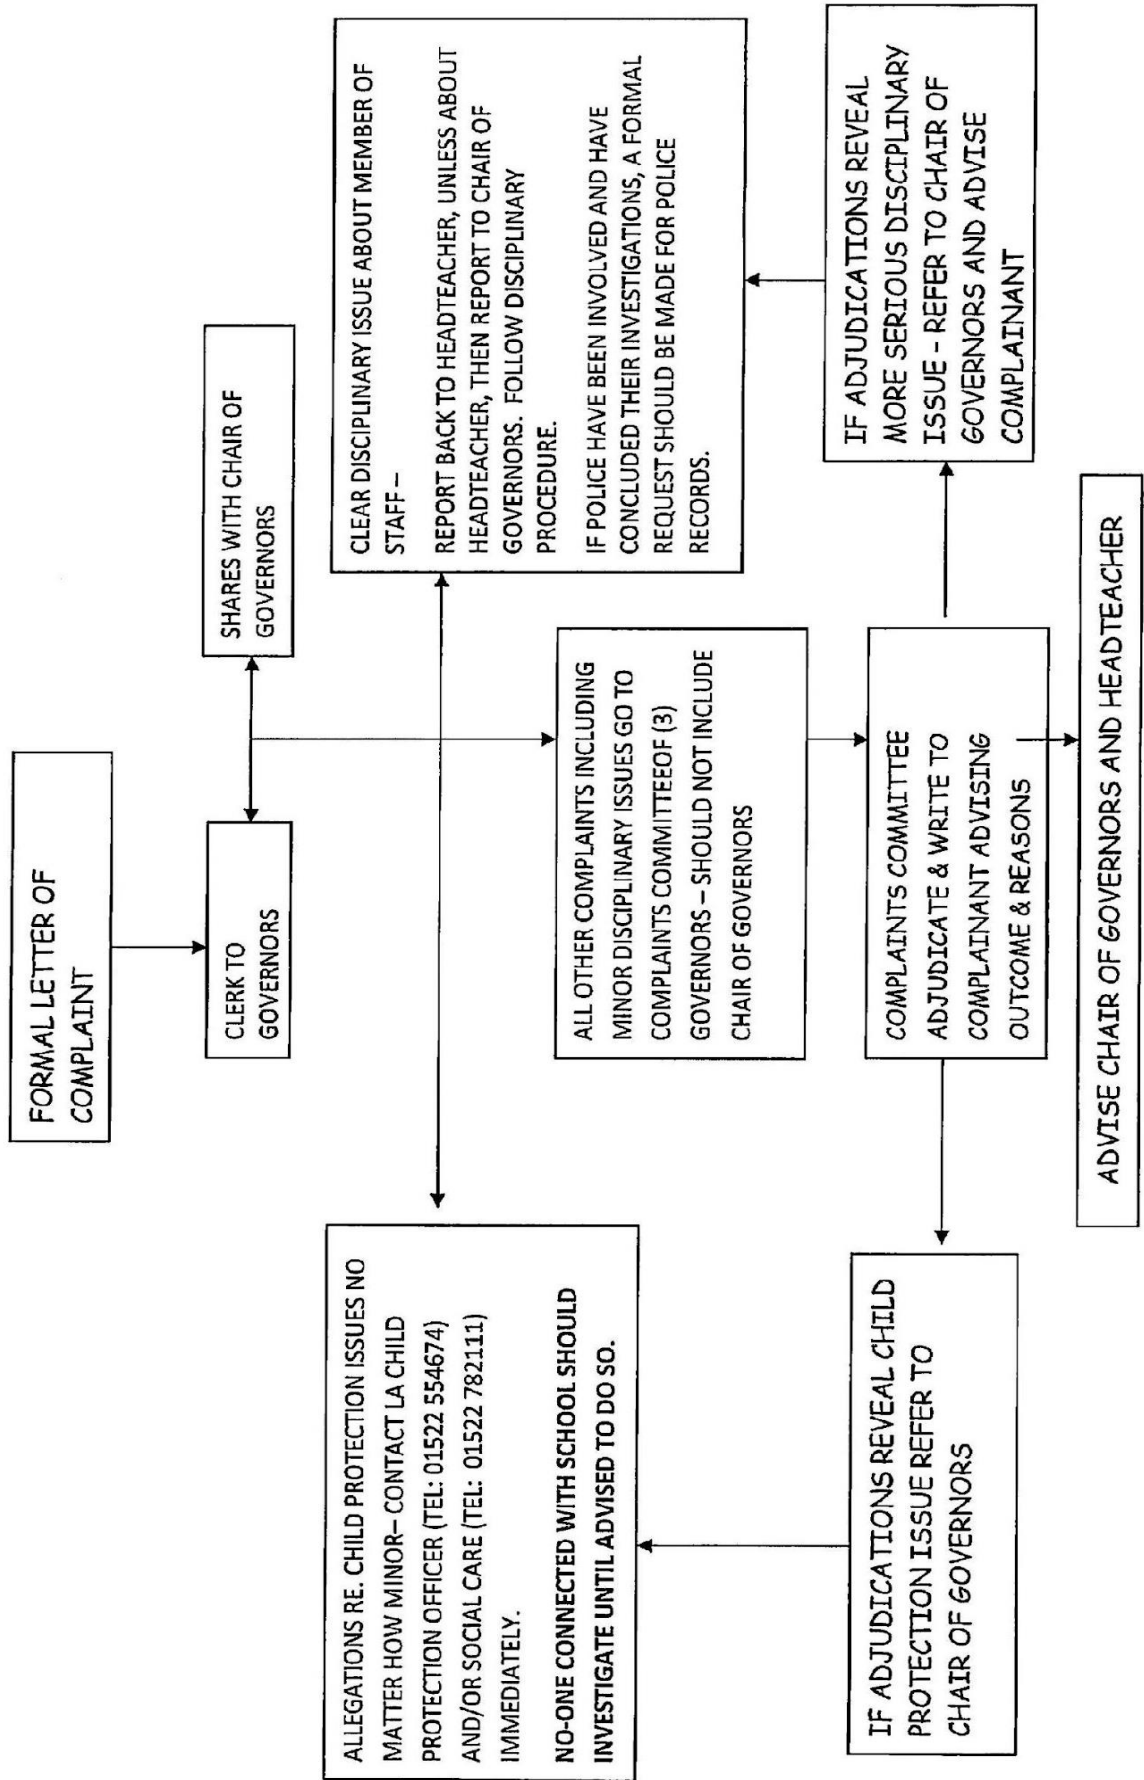 FORMAL LETTER OF
COMPLAINT
CLERK TO
GOVERNORS
SHARES WITH CHAIR OF
GOVERNORS
ALLEGATIONS RE. CHILD PROTECTION ISSUES NO
MATTER HOW MINOR– CONTACT LA CHILD
PROTECTION OFFICER (TEL: 01522 554674)
AND/OR SOCIAL CARE (TEL: 01522 782111)
IMMEDIATELY.
NO-ONE CONNECTED WITH SCHOOL SHOULD
INVESTIGATE UNTIL ADVISED TO DO SO.
CLEAR DISCIPLINARY ISSUE ABOUT MEMBER OF
STAFF –
REPORT BACK TO HEADTEACHER, UNLESS ABOUT
HEADTEACHER, THEN REPORT TO CHAIR OF
GOVERNORS. FOLLOW DISCIPLINARY
PROCEDURE.
IF POLICE HAVE BEEN INVOLVED AND HAVE
CONCLUDED THEIR INVESTIGATIONS, A FORMAL
REQUEST SHOULD BE MADE FOR POLICE
RECORDS.
ALL OTHER COMPLAINTS INCLUDING
MINOR DISCIPLINARY ISSUES GO TO
COMPLAINTS COMMITTEEOF (3)
GOVERNORS – SHOULD NOT INCLUDE
CHAIR OF GOVERNORS
COMPLAINTS COMMITTEE
ADJUDICATE & WRITE TO
COMPLAINANT ADVISING
OUTCOME & REASONS
IF ADJUDICATIONS REVEAL CHILD
PROTECTION ISSUE REFER TO
CHAIR OF GOVERNORS
IF ADJUDICATIONS REVEAL
MORE SERIOUS DISCIPLINARY
ISSUE - REFER TO CHAIR OF
GOVERNORS AND ADVISE
COMPLAINANT
ADVISE CHAIR OF GOVERNORS AND HEADTEACHER